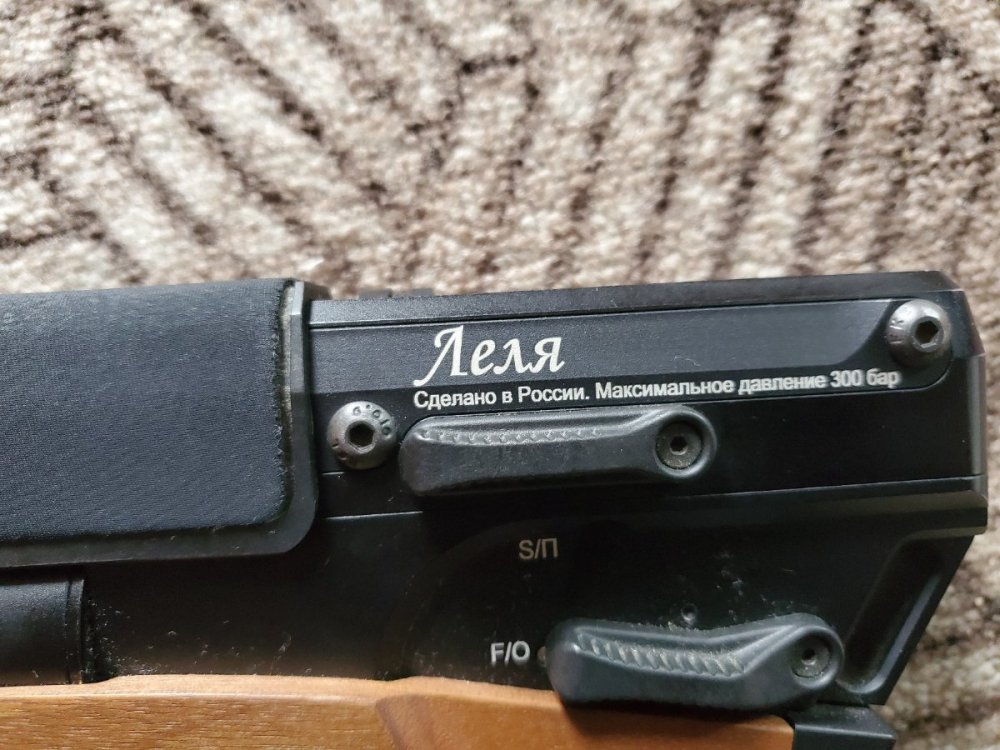 Леля
Сделано в России. Максимальное давление 300 бар
S/П
F/О